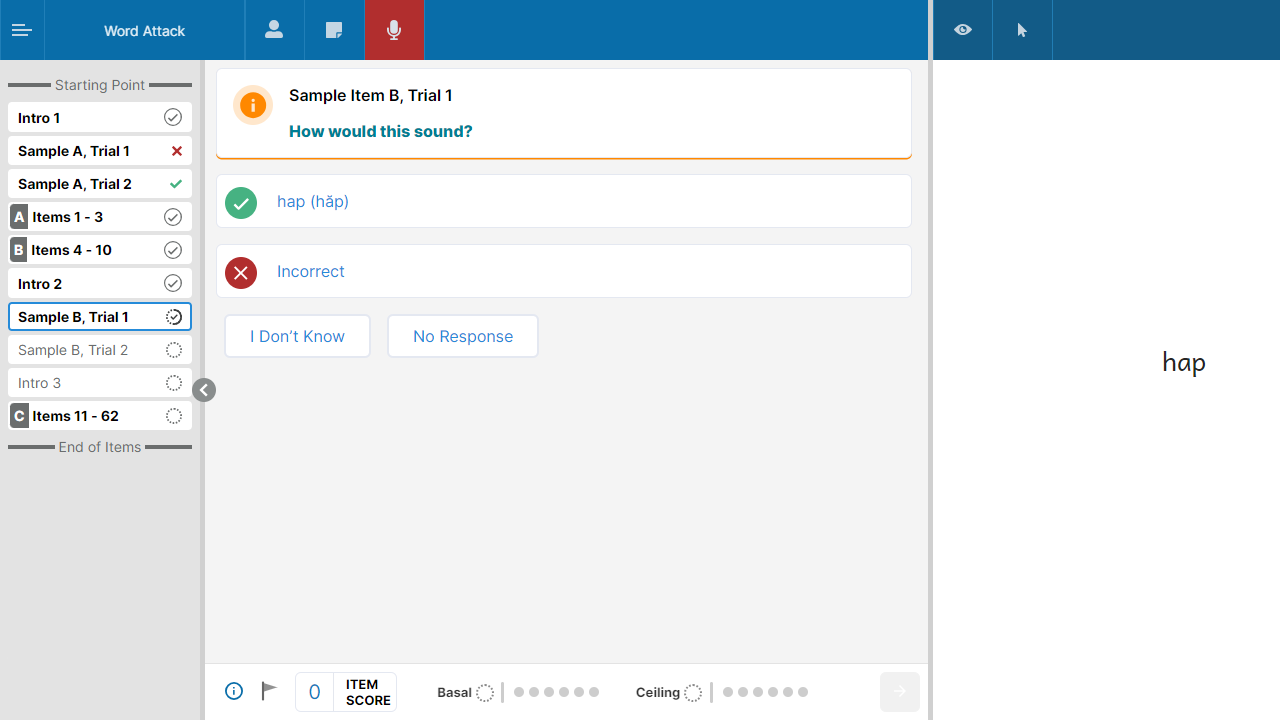 Word Attack
Starting Point
Intro 1
Sample A, Trial 1
Sample A, Trial 2
A Items 1 - 3
B Items 4 - 10
Intro 2
Sample B, Trial 1
Sample B, Trial 2
Intro 3
C Items 11 - 62
End of Items
Sample Item B, Trial 1
How would this sound?
hap (hăp)
Incorrect
I Don’t Know
No Response
0 ITEM
SCORE
Basal
Ceiling
hap